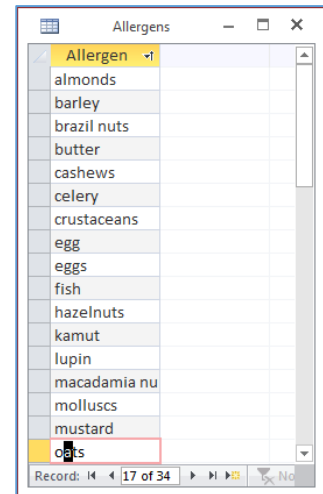 Allergens
Allergen
almonds
barley
brazil nuts
butter
cashews
celery
crustaceans
egg
eggs
fish
hazelnuts
kamut
lupin
macadamia nu
molluscs
mustard
oats
Record: 17 of 34 No